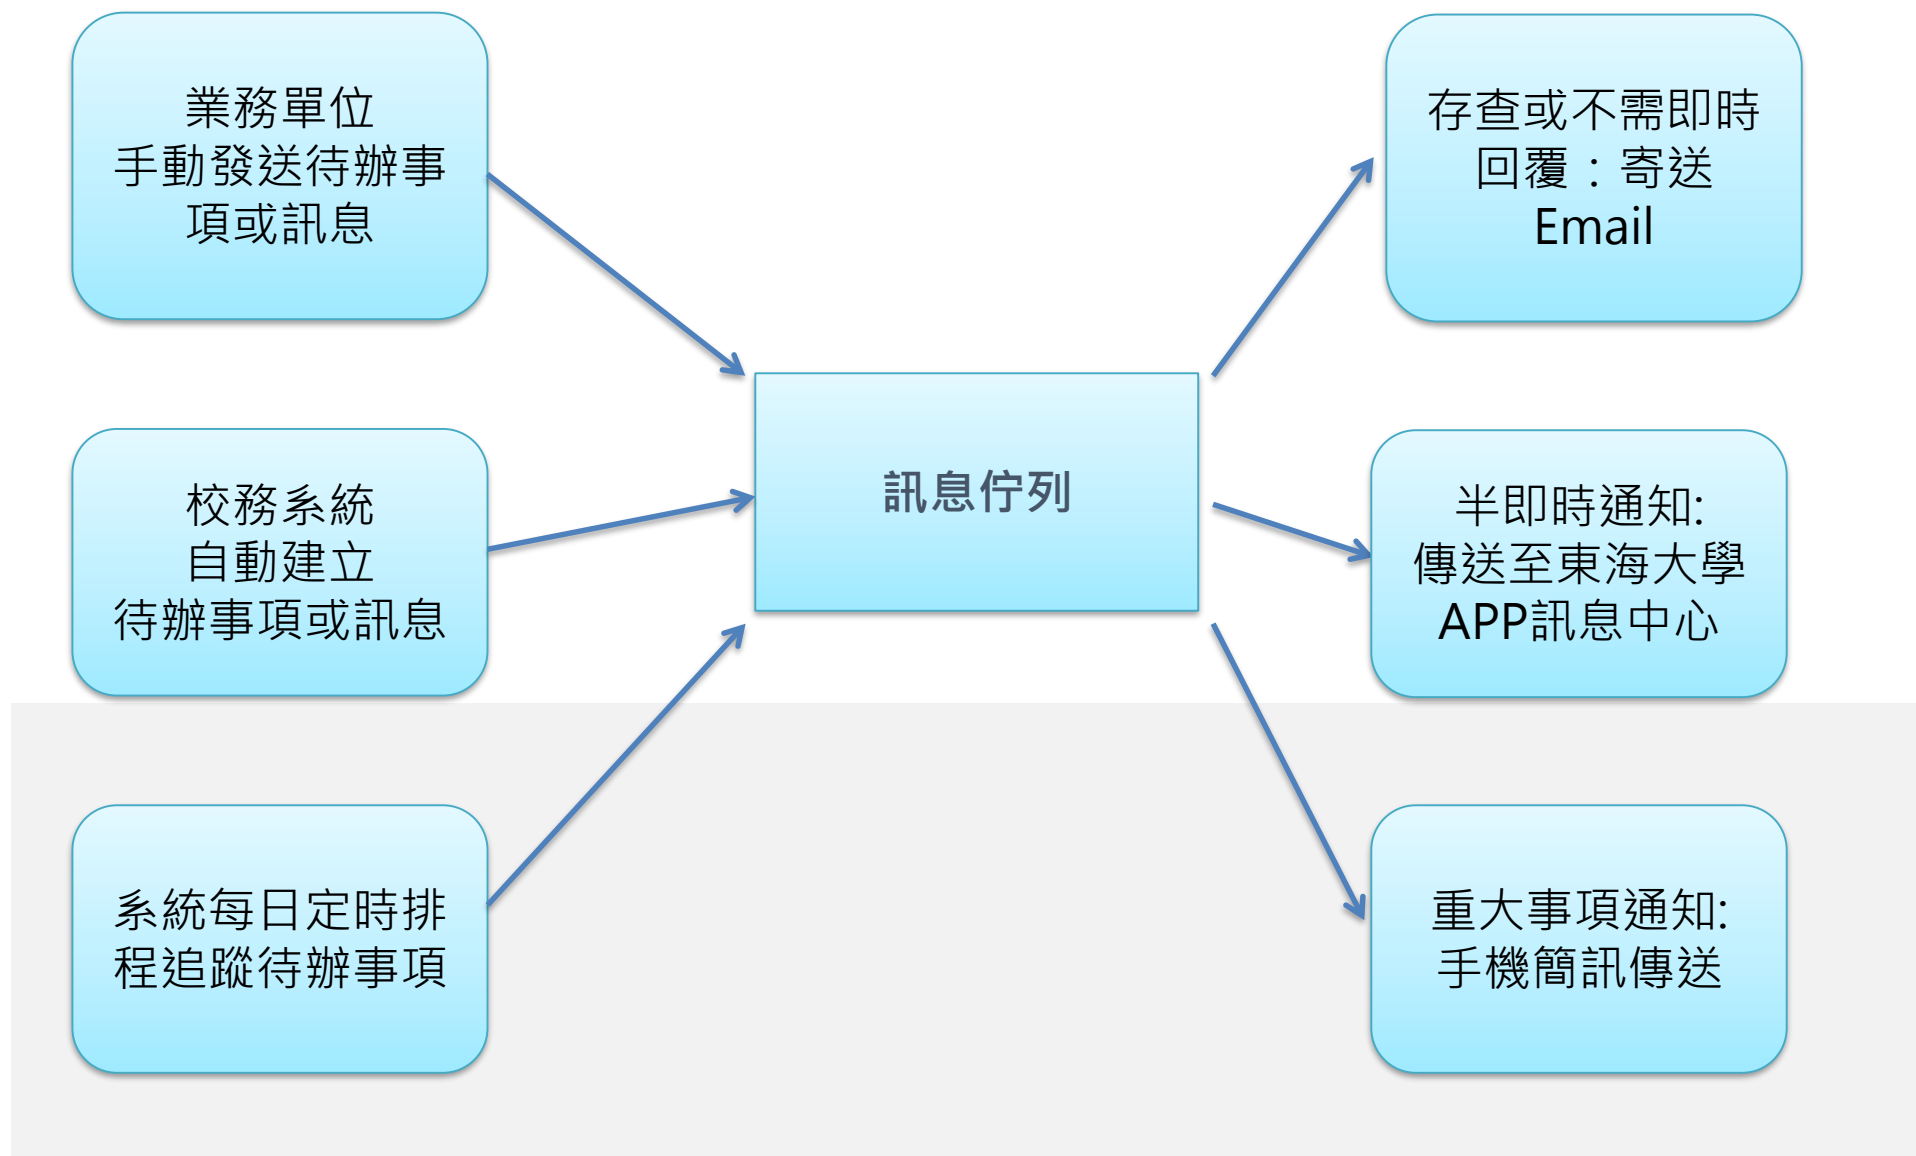 業務單位
手動發送待辦事
項或訊息
校務系統
自動建立
待辦事項或訊息
系統每日定時排
程追蹤待辦事項
訊息佇列
存查或不需即時
回覆：寄送
Email
半即時通知:
傳送至東海大學
APP訊息中心
重大事項通知:
手機簡訊傳送